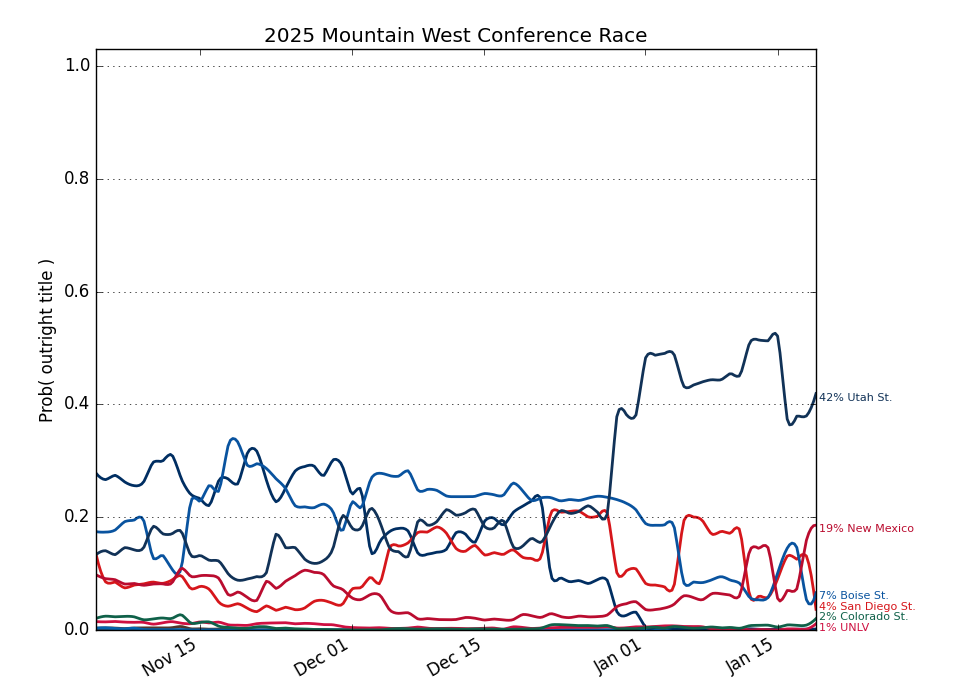 2025 Mountain West Conference Race
1.0
0.8
0.6
0.4
0.2
0.0
Prob( outright title )
42% Utah St.
19% New Mexico
7% Boise St.
4% San Diego St.
2% Colorado St.
1% UNLV
Nov 15
Dec 01
Dec 15
Jan 01
Jan 15